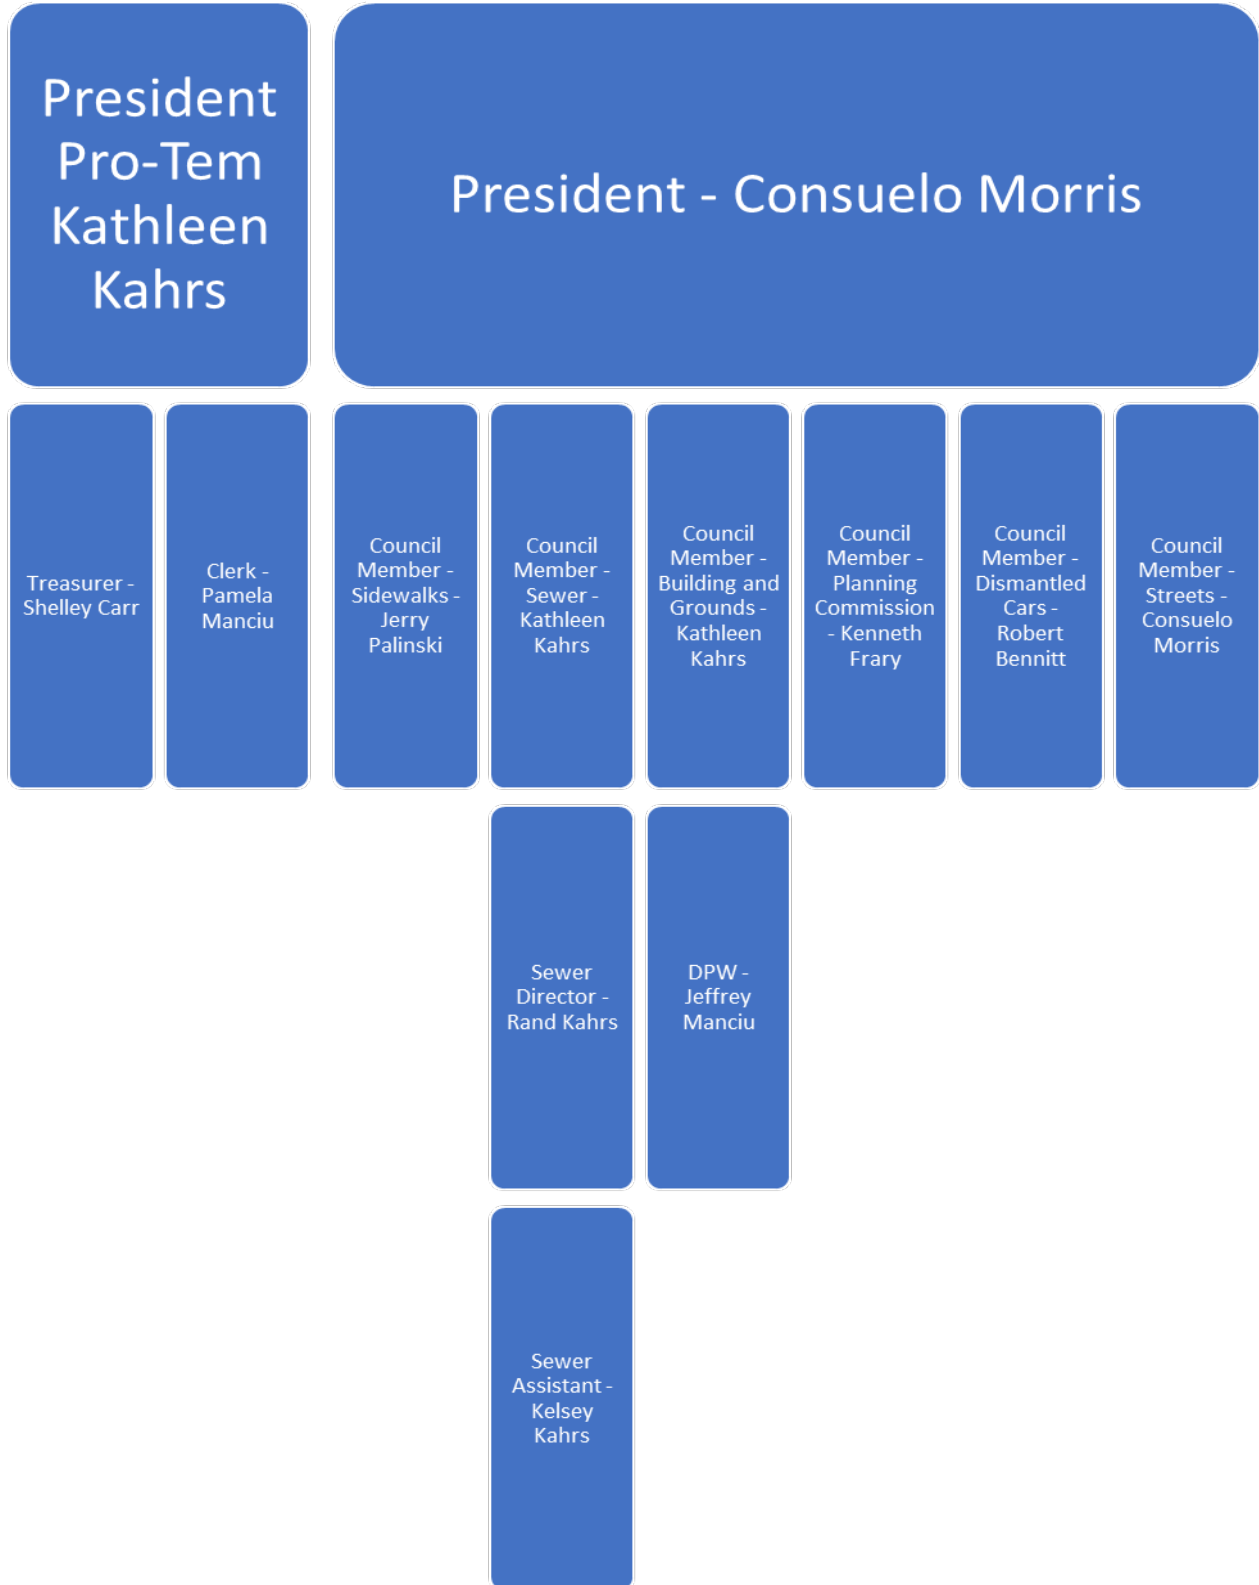 President
Pro-Tem
Kathleen
Kahrs
President - Consuelo Morris
Treasurer -
Shelley Carr
Clerk -
Pamela
Manciu
Council
Member -
Sidewalks -
Jerry
Palinski
Council
Member -
Sewer -
Kathleen
Kahrs
Council
Member -
Building and
Grounds -
Kathleen
Kahrs
Council
Member -
Planning
Commission
- Kenneth
Frary
Council
Member -
Dismantled
Cars -
Robert
Bennitt
Council
Member -
Streets -
Consuelo
Morris
Sewer
Director -
Rand Kahrs
DPW -
Jeffrey
Manciu
Sewer
Assistant -
Kelsey
Kahrs